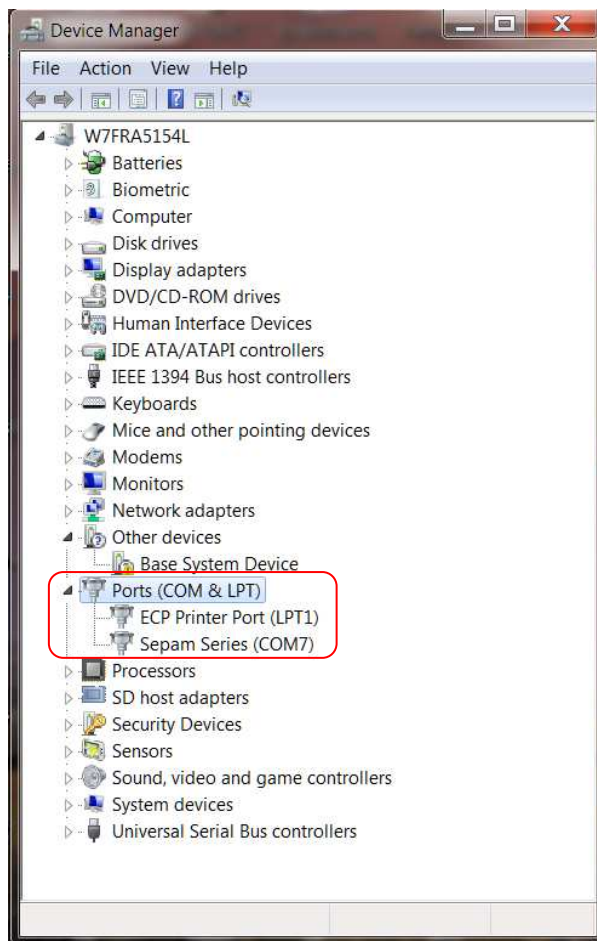 Device Manager
File Action View Help
W7FRA5154L
Batteries
Biometric
Computer
Disk drives
Display adapters
DVD/CD-ROM drives
Human Interface Devices
IDE ATA/ATAPI controllers
IEEE 1394 Bus host controllers
Keyboards
Mice and other pointing devices
Modems
Monitors
Network adapters
Other devices
Base System Device
Ports (COM & LPT)
ECP Printer Port (LPT1)
Sepam Series (COM7)
Processors
SD host adapters
Security Devices
Sensors
Sound, video and game controllers
System devices
Universal Serial Bus controllers